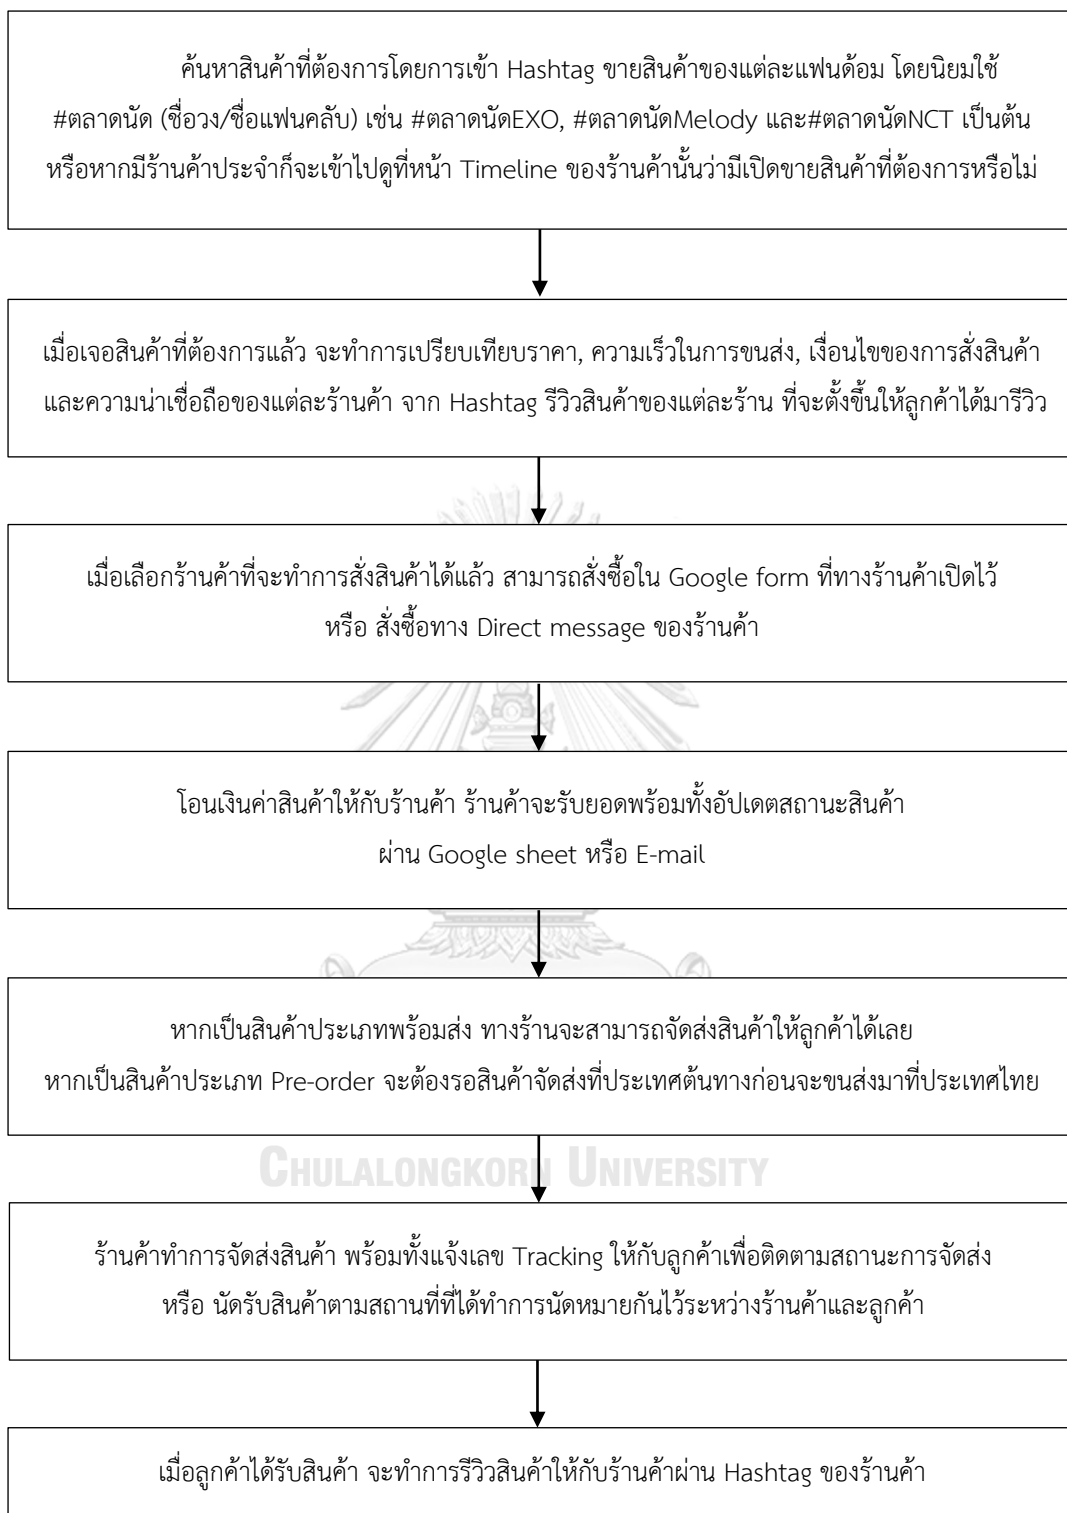 ค้นหาสินค้าที่ต้องการโดยการเข้า Hashtag ขายสินค้าของแต่ละแฟนด้อม โดยนิยมใช้
#ตลาดนัด (ชื่อวง/ชื่อแฟนคลับ) เช่น #ตลาดนัดEXO, #ตลาดนัดMelody และ#ตลาดนัดNCT เป็นต้น
หรือหากมีร้านค้าประจำก็จะเข้าไปดูที่หน้า Timeline ของร้านค้านั้นว่ามีเปิดขายสินค้าที่ต้องการหรือไม่
เมื่อเจอสินค้าที่ต้องการแล้ว จะทำการเปรียบเทียบราคา, ความเร็วในการขนส่ง, เงื่อนไขของการสั่งสินค้า
และความน่าเชื่อถือของแต่ละร้านค้า จาก Hashtag รีวิวสินค้าของแต่ละร้าน ที่จะตั้งขึ้นให้ลูกค้าได้มารีวิว
เมื่อเลือกร้านค้าที่จะทำการสั่งสินค้าได้แล้ว สามารถสั่งซื้อใน Google form ที่ทางร้านค้าเปิดไว้
หรือ สั่งซื้อทาง Direct message ของร้านค้า
โอนเงินค่าสินค้าให้กับร้านค้า ร้านค้าจะรับยอดพร้อมทั้งอัปเดตสถานะสินค้า
ผ่าน Google sheet หรือ E-mail
หากเป็นสินค้าประเภทพร้อมส่ง ทางร้านจะสามารถจัดส่งสินค้าให้ลูกค้าได้เลย
หากเป็นสินค้าประเภท Pre-order จะต้องรอสินค้าจัดส่งที่ประเทศต้นทางก่อนจะขนส่งมาที่ประเทศไทย
CHULALONGKORN UNIVERSITY
ร้านค้าทำการจัดส่งสินค้า พร้อมทั้งแจ้งเลข Tracking ให้กับลูกค้าเพื่อติดตามสถานะการจัดส่ง
หรือ นัดรับสินค้าตามสถานที่ที่ได้ทำการนัดหมายกันไว้ระหว่างร้านค้าและลูกค้า
เมื่อลูกค้าได้รับสินค้า จะทำการรีวิวสินค้าให้กับร้านค้าผ่าน Hashtag ของร้านค้า